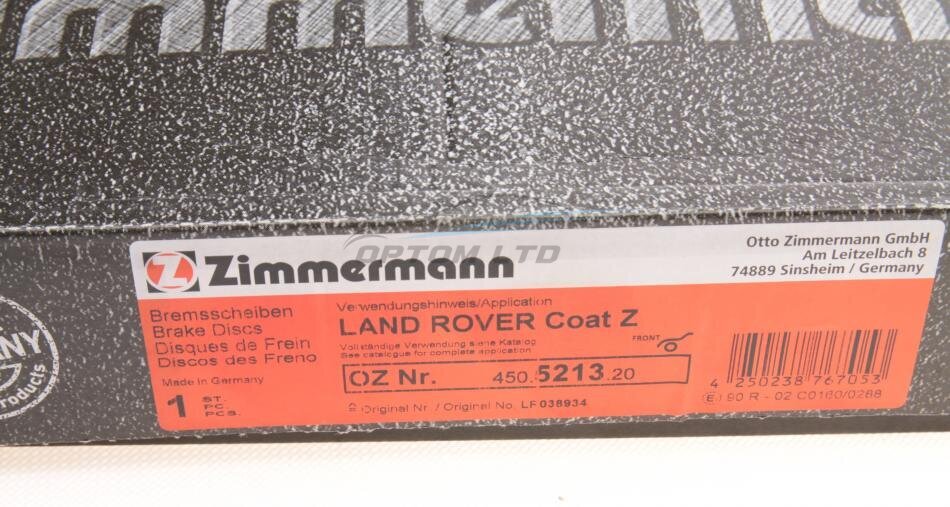 Zimmermann
Otto Zimmermann GmbH
Am Leitzelbach 8
74889 Sinsheim / Germany
OPTOM LTD
Bremsscheiben
Brake Discs
Disques de Frein
Discos des Freno
Made in Germany
1 ST.
PC.
PCS.
Verwendungshinweis/Application
LAND ROVER Coat Z
Vollständige Verwendung siehe Katalog
See catalogue for complete application
FRONT
OZ Nr. 450.5213.20
Original Nr. / Original No. LR038934
4 250238 767053
E1 90 R - 02 C0160/0288
Products